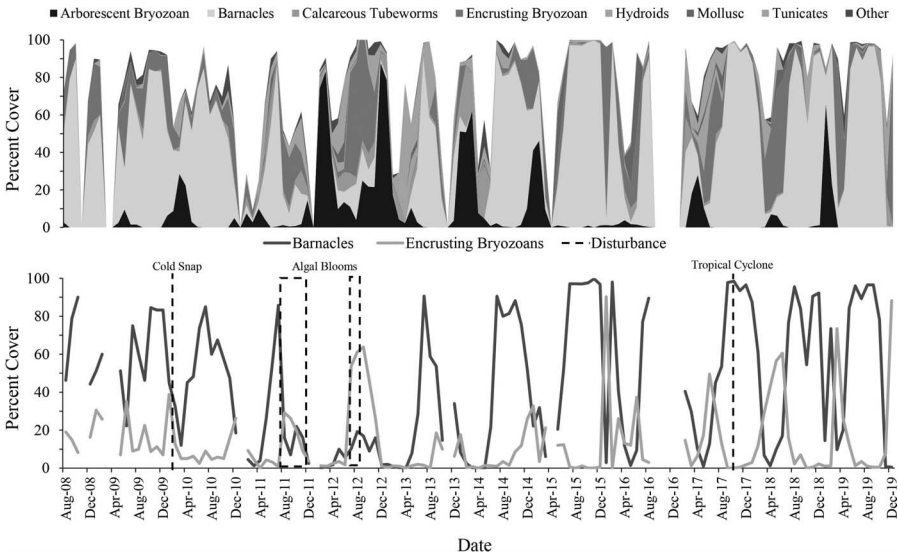 Arborescent Bryozoan Barnacles Calcareous Tubeworms Encrusting Bryozoan Hydroids Mollusc Tunicates Other
Percent Cover
100
80
60
40
20
0
Barnacles Encrusting Bryozoans Disturbance
Cold Snap Algal Blooms Tropical Cyclone
Percent Cover
100
80
60
40
20
0
Aug-08 Dec-08 Apr-09 Aug-09 Dec-09 Apr-10 Aug-10 Dec-10 Apr-11 Aug-11 Dec-11 Apr-12 Aug-12 Dec-12 Apr-13 Aug-13 Dec-13 Apr-14 Aug-14 Dec-14 Apr-15 Aug-15 Dec-15 Apr-16 Aug-16 Dec-16 Apr-17 Aug-17 Dec-17 Apr-18 Aug-18 Dec-18 Apr-19 Aug-19 Dec-19
Date